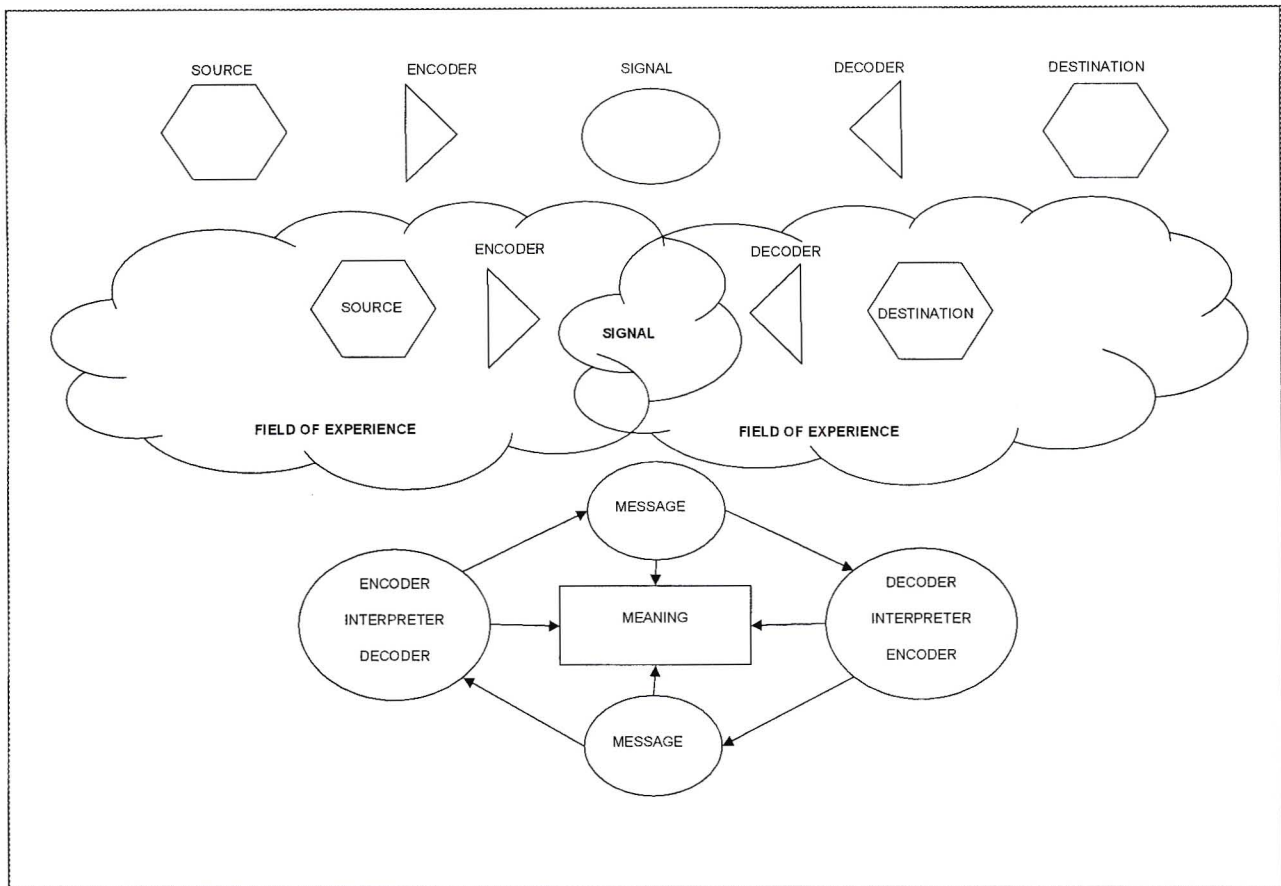 SOURCE
ENCODER
SIGNAL
DECODER
DESTINATION
ENCODER
DECODER
SOURCE
SIGNAL
DESTINATION
FIELD OF EXPERIENCE
FIELD OF EXPERIENCE
MESSAGE
ENCODER
INTERPRETER
DECODER
MEANING
DECODER
INTERPRETER
ENCODER
MESSAGE